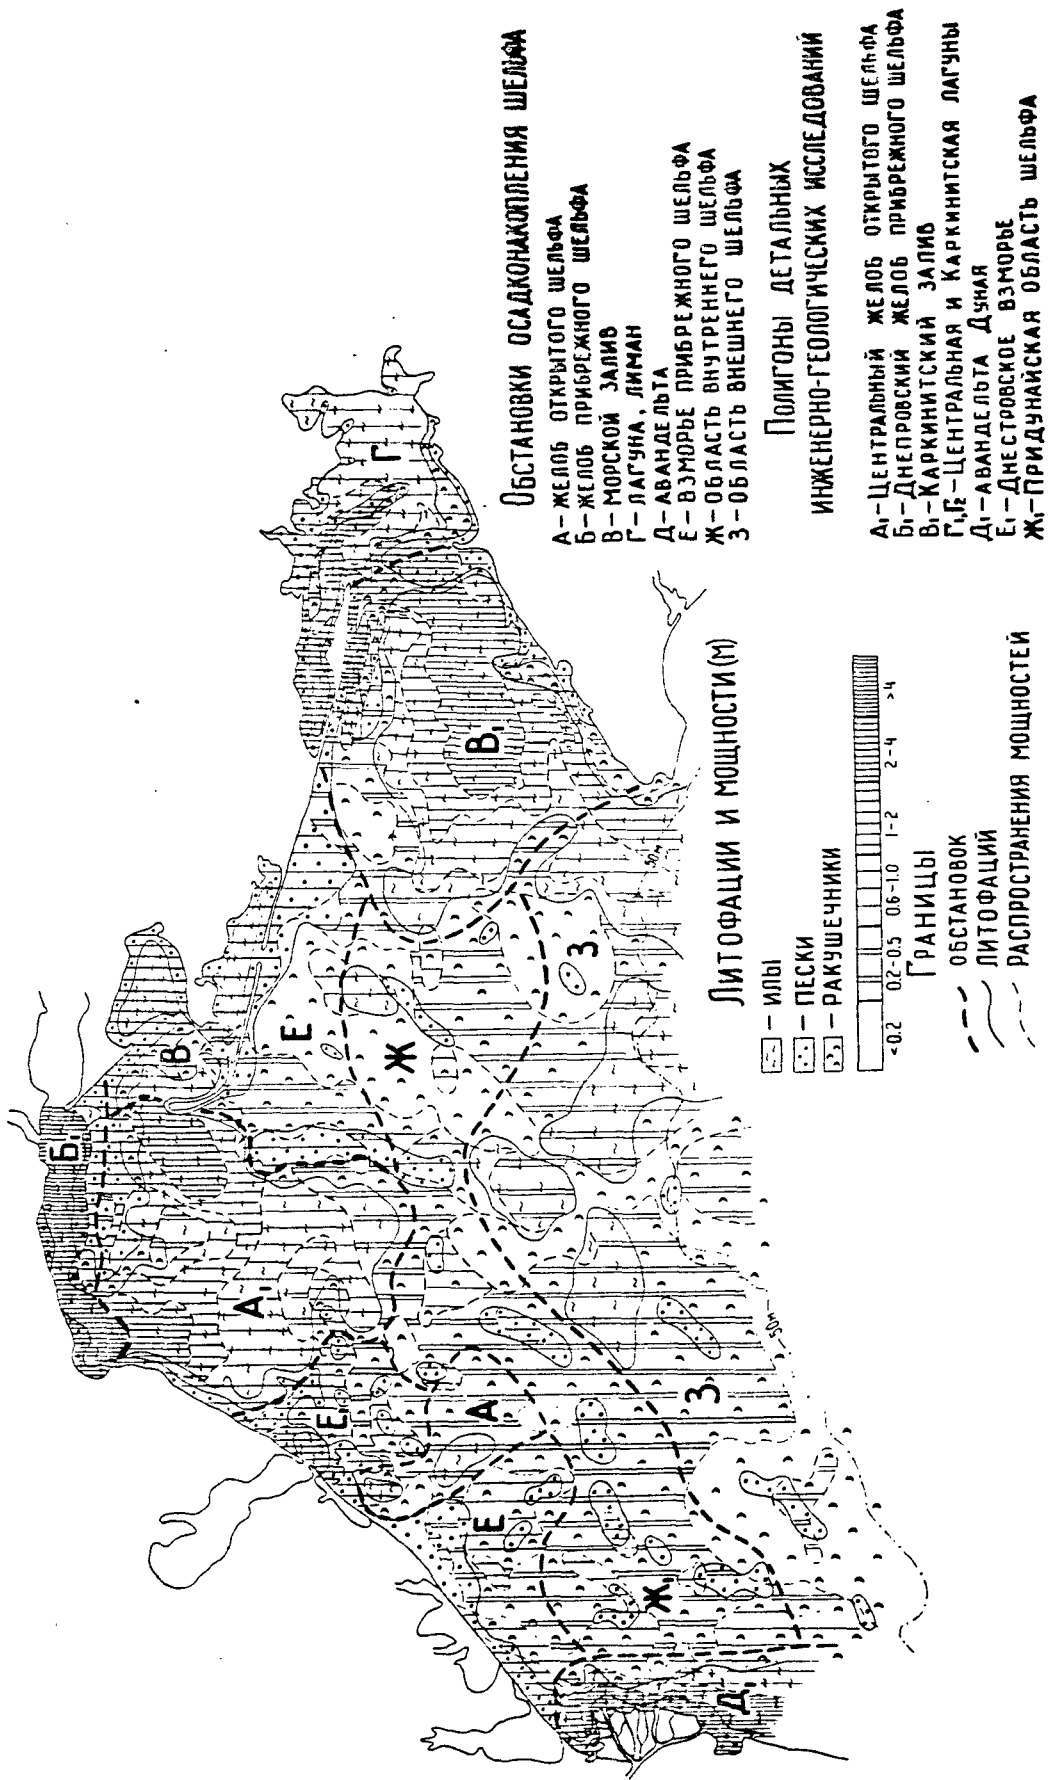 Б₁
В
А₁
Е
Г
Е₁
Ж
В₁
А
Е
З
З
Ж₁
Д₁
50м
50м
Обстановки осадконакопления шельфа
А – желоб открытого шельфа
Б – желоб прибрежного шельфа
В – морской залив
Г – лагуна, лиман
Д – авандельта
Е – взморье прибрежного шельфа
Ж – область внутреннего шельфа
З – область внешнего шельфа
Полигоны детальных
инженерно-геологических исследований
А₁ – Центральный желоб открытого шельфа
Б₁ – Днепровский желоб прибрежного шельфа
В₁ – Каркинитский залив
Г₁,Г₂ – Центральная и Каркинитская лагуны
Д₁ – авандельта Дуная
Е₁ – Днестровское взморье
Ж₁ – Придунайская область шельфа
Литофации и мощности (м)
– илы
– пески
– ракушечники
<0.2 0.2–0.5 0.6–1.0 1–2 2–4 >4
Границы
обстановок
литофаций
распространения мощностей